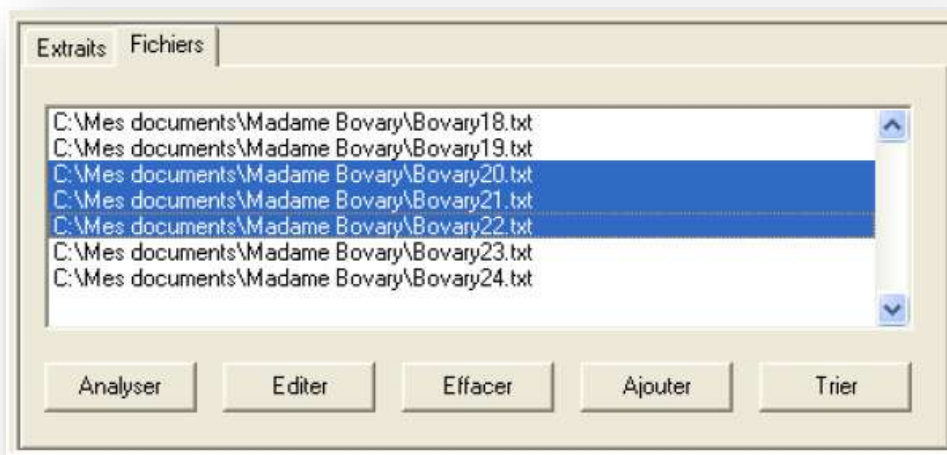 Extraits Fichiers
C:\Mes documents\Madame Bovary\Bovary18.txt
C:\Mes documents\Madame Bovary\Bovary19.txt
C:\Mes documents\Madame Bovary\Bovary20.txt
C:\Mes documents\Madame Bovary\Bovary21.txt
C:\Mes documents\Madame Bovary\Bovary22.txt
C:\Mes documents\Madame Bovary\Bovary23.txt
C:\Mes documents\Madame Bovary\Bovary24.txt
Analyser Editer Effacer Ajouter Trier